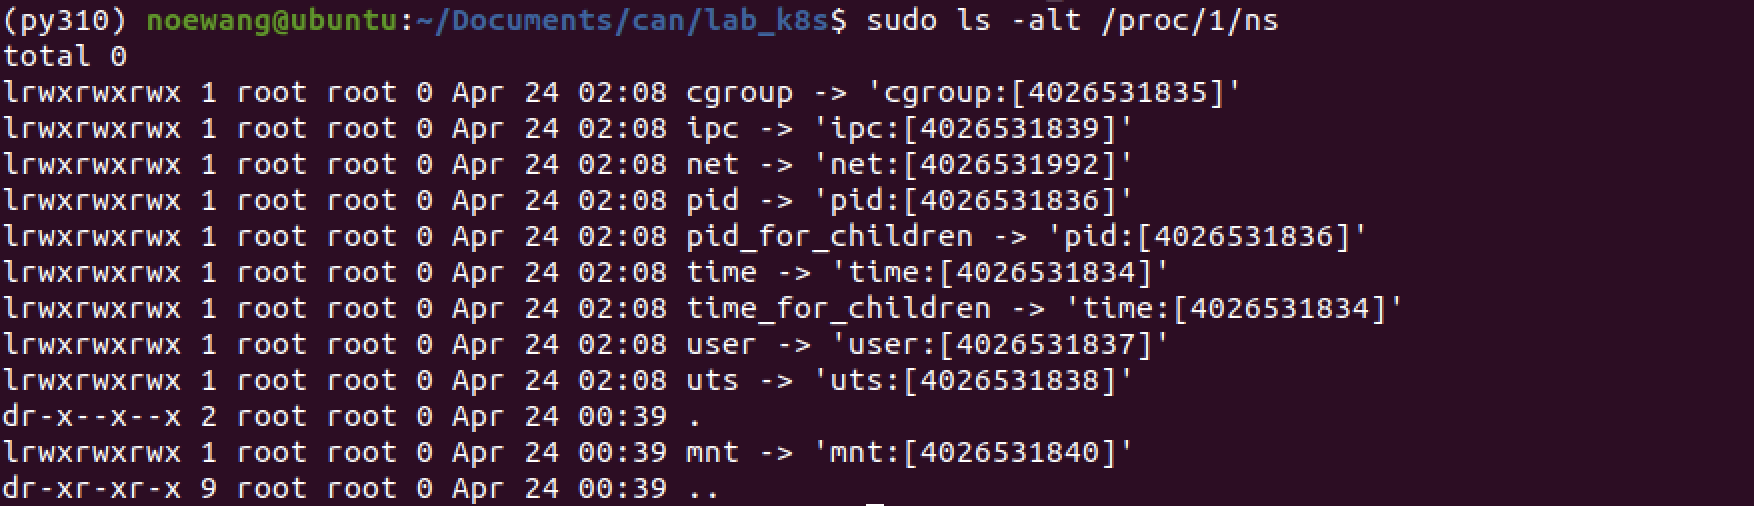 (py310) noewang@ubuntu:~/Documents/can/lab_k8s$ sudo ls -alt /proc/1/ns
total 0
lrwxrwxrwx 1 root root 0 Apr 24 02:08 cgroup -> 'cgroup:[4026531835]'
lrwxrwxrwx 1 root root 0 Apr 24 02:08 ipc -> 'ipc:[4026531839]'
lrwxrwxrwx 1 root root 0 Apr 24 02:08 net -> 'net:[4026531992]'
lrwxrwxrwx 1 root root 0 Apr 24 02:08 pid -> 'pid:[4026531836]'
lrwxrwxrwx 1 root root 0 Apr 24 02:08 pid_for_children -> 'pid:[4026531836]'
lrwxrwxrwx 1 root root 0 Apr 24 02:08 time -> 'time:[4026531834]'
lrwxrwxrwx 1 root root 0 Apr 24 02:08 time_for_children -> 'time:[4026531834]'
lrwxrwxrwx 1 root root 0 Apr 24 02:08 user -> 'user:[4026531837]'
lrwxrwxrwx 1 root root 0 Apr 24 02:08 uts -> 'uts:[4026531838]'
dr-x--x--x 2 root root 0 Apr 24 00:39 .
lrwxrwxrwx 1 root root 0 Apr 24 00:39 mnt -> 'mnt:[4026531840]'
dr-xr-xr-x 9 root root 0 Apr 24 00:39 ..